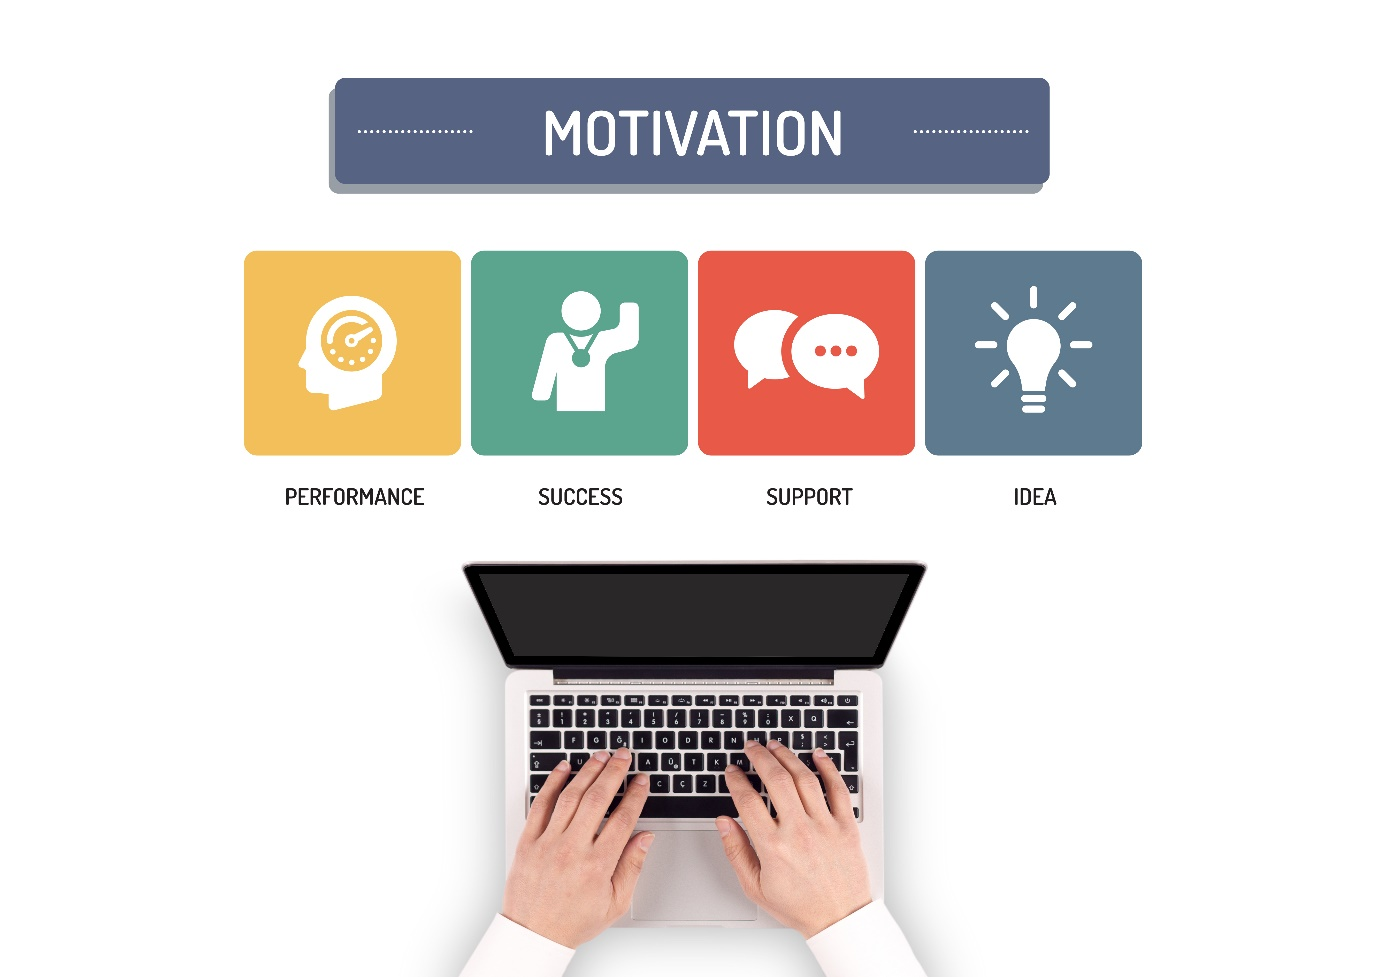 MOTIVATION
PERFORMANCE
SUCCESS
SUPPORT
IDEA